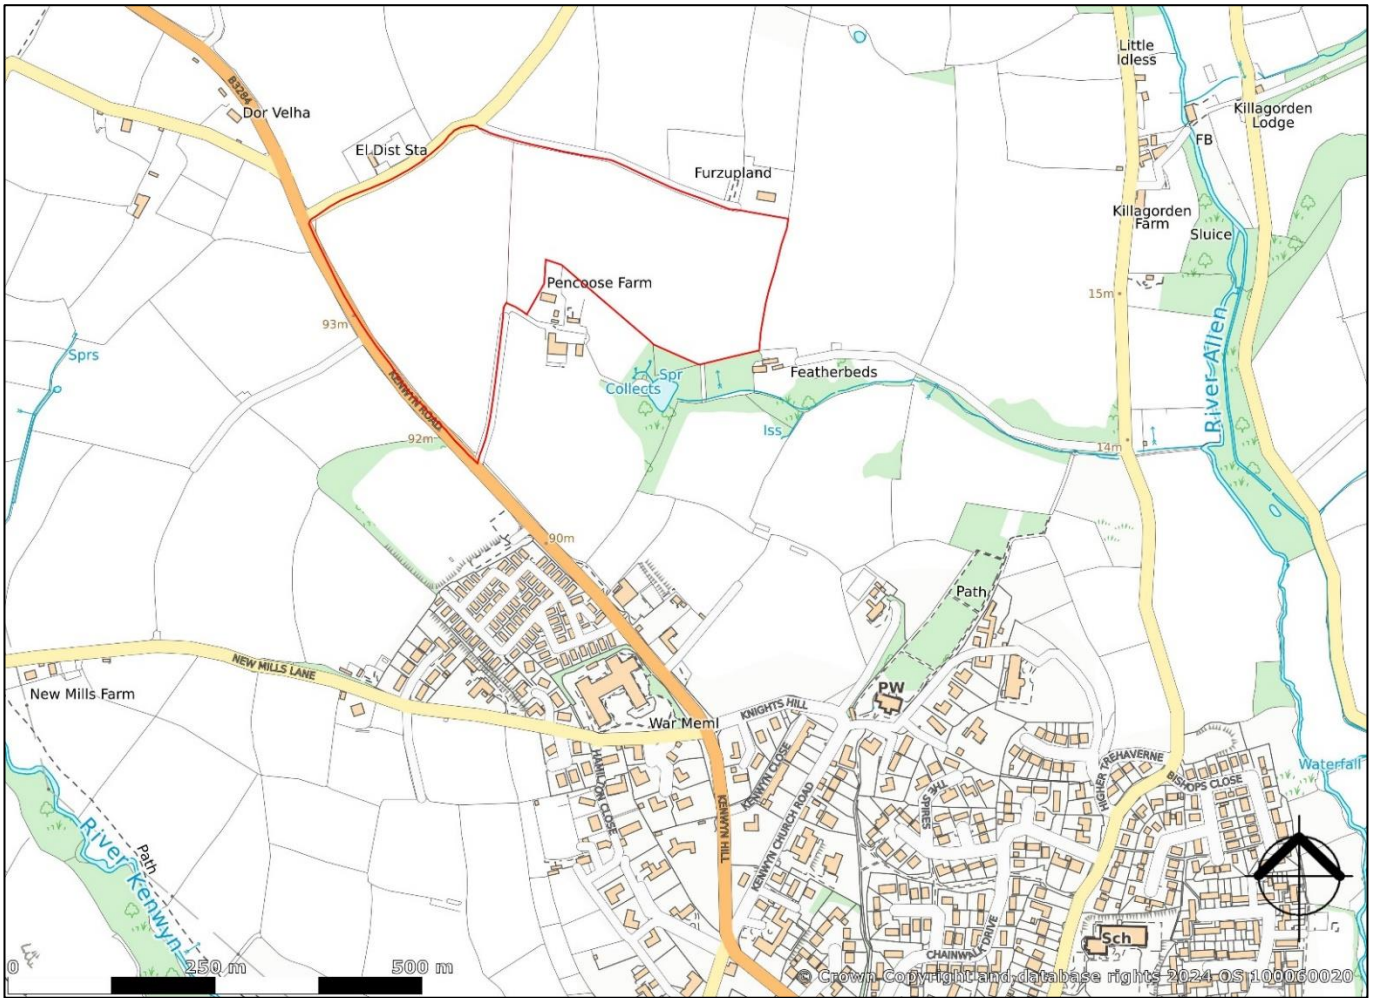 Little
Idless
B3284
Dor Velha
Killagorden
Lodge
FB
El Dist Sta
Furzupland
Killagorden
Farm
Sluice
Pencoose Farm
15m
93m
River Allen
Sprs
Spr
Collects
Featherbeds
KENWYN ROAD
Iss
92m
14m
90m
Path
NEW MILLS LANE
New Mills Farm
PW
KNIGHTS HILL
War Meml
HIGHER TREHAVERNE
BISHOPS CLOSE
Waterfall
HAMILTON CLOSE
KENWYN CLOSE
THE SPIRES
KENWYN HILL
KENWYN CHURCH ROAD
River Kenwyn
Path
CHAINWALK DRIVE
Sch
0 250 m 500 m
© Crown Copyright and database rights 2024 OS 100060020